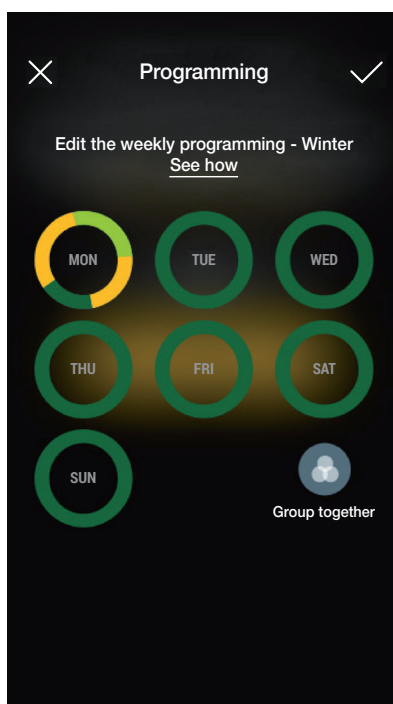 Programming
Edit the weekly programming - Winter
See how
MON TUE WED
THU FRI SAT
SUN
Group together